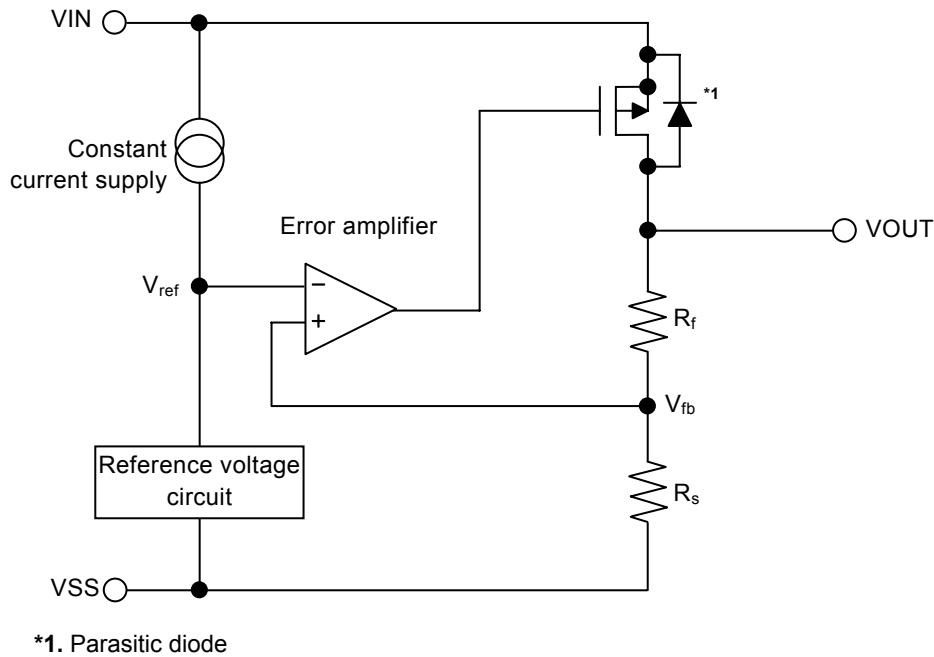 VIN
*1
Constant
current supply
Error amplifier
VOUT
Vref
−
+
Rf
Vfb
Reference voltage
circuit
Rs
VSS
*1. Parasitic diode